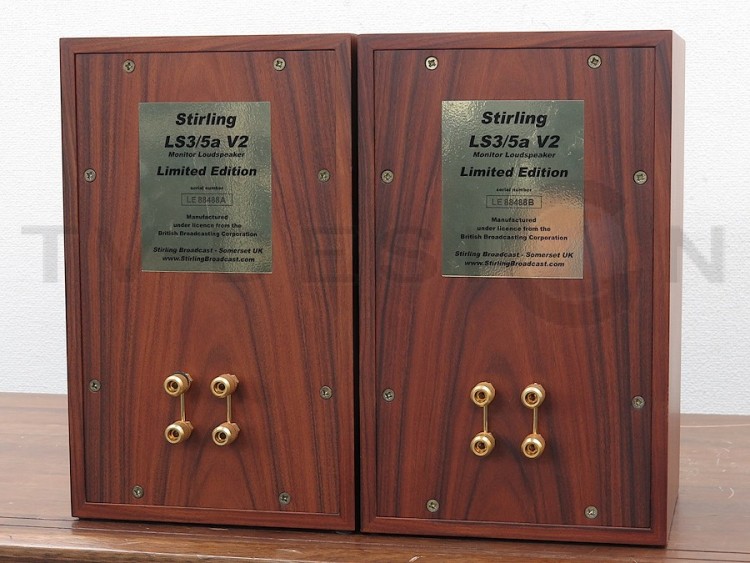 Stirling
LS3/5a V2
Monitor Loudspeaker
Limited Edition
serial number
LE 88488A
Manufactured
under licence from the
British Broadcasting Corporation
Stirling Broadcast - Somerset UK
www.StirlingBroadcast.com
Stirling
LS3/5a V2
Monitor Loudspeaker
Limited Edition
serial number
LE 88488B
Manufactured
under licence from the
British Broadcasting Corporation
Stirling Broadcast - Somerset UK
www.StirlingBroadcast.com